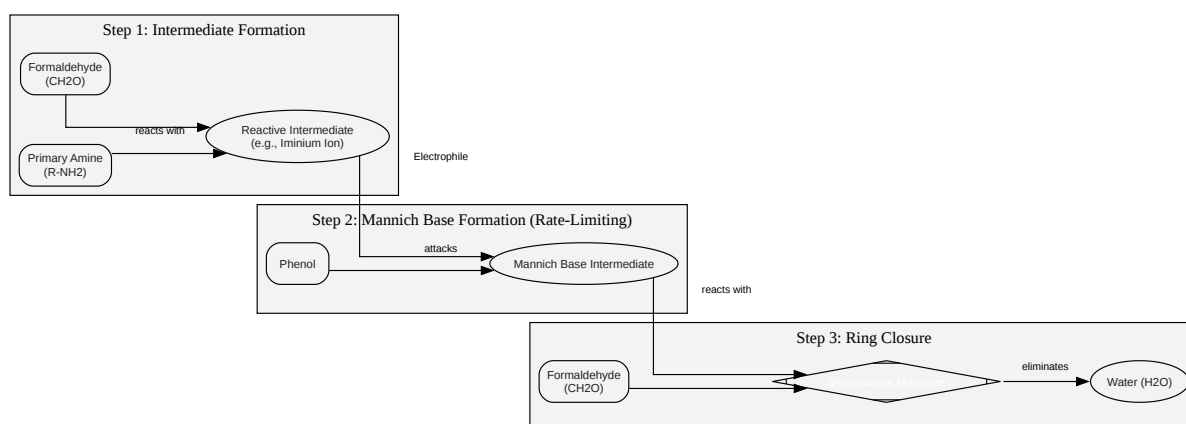 Step 1: Intermediate Formation
Formaldehyde
(CH2O)
reacts with
Reactive Intermediate
(e.g., Iminium Ion)
Primary Amine
(R-NH2)
Electrophile
Step 2: Mannich Base Formation (Rate-Limiting)
Phenol
attacks
Mannich Base Intermediate
reacts with
Step 3: Ring Closure
Formaldehyde
(CH2O)
Benzoxazine Monomer
eliminates
Water (H2O)